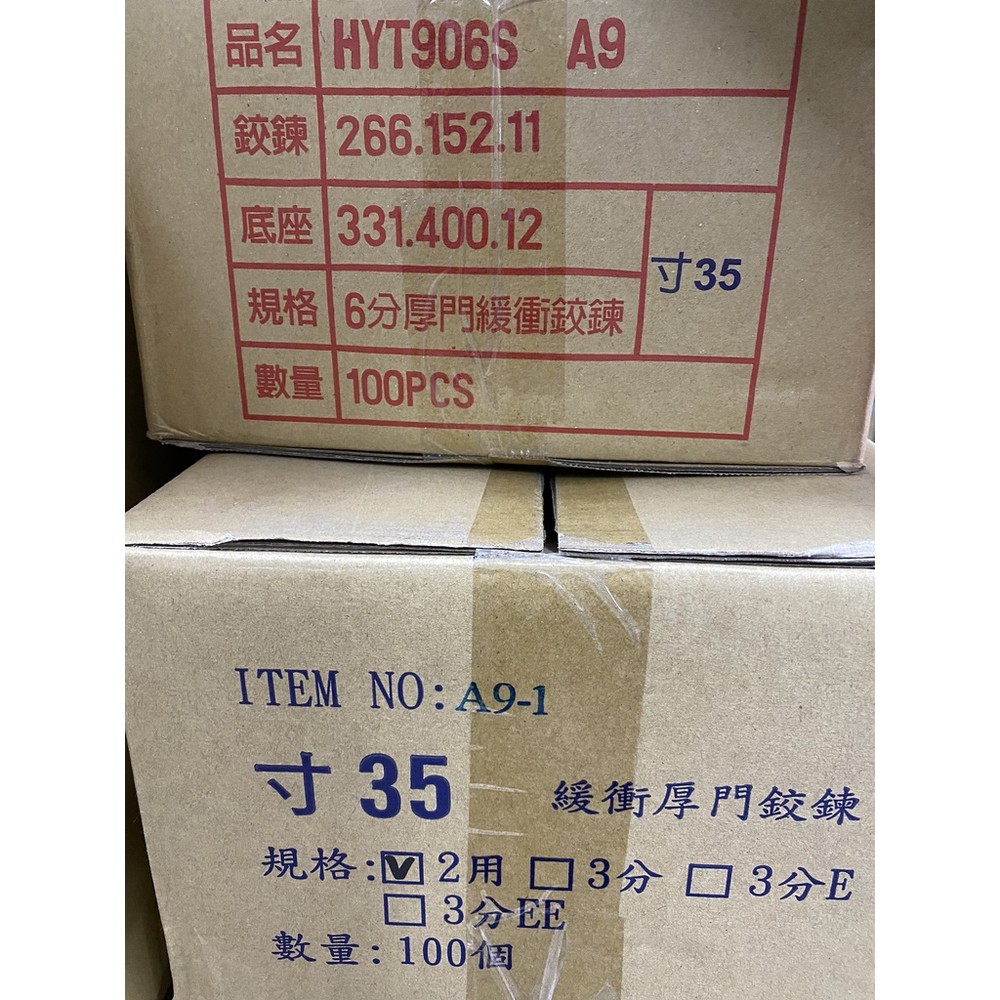 品名 HYT906S A9
鉸鍊 266.152.11
底座 331.400.12
寸35
規格 6分厚門緩衝鉸鍊
數量 100PCS
ITEM NO:A9-1
寸35 緩衝厚門鉸鍊
規格:☑2用 □3分 □3分E
□3分EE
數量:100個